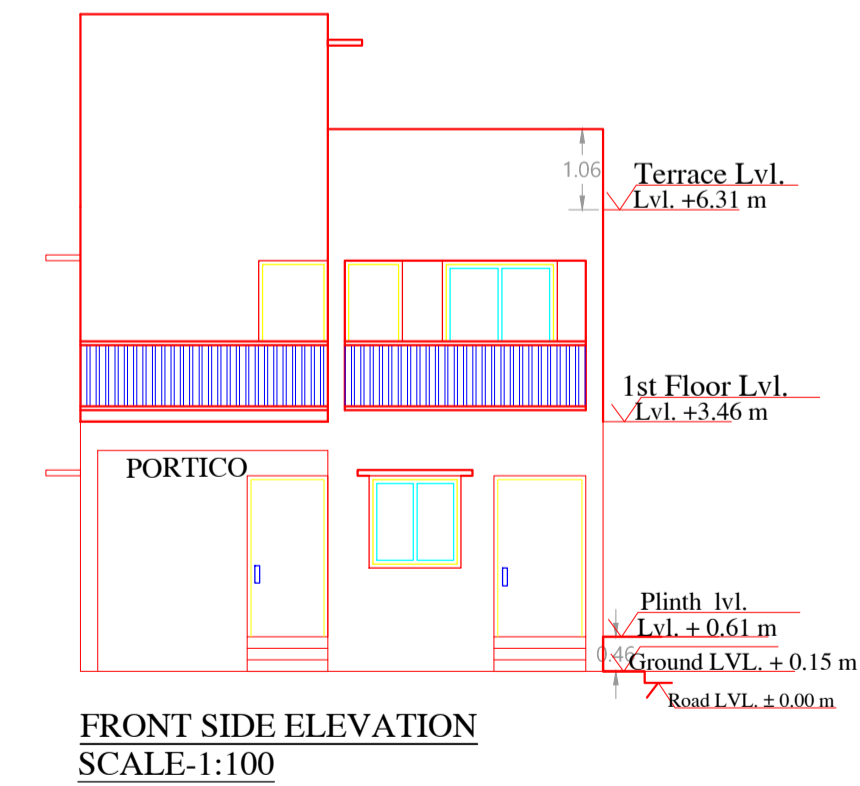 1.06
Terrace Lvl.
Lvl. +6.31 m
1st Floor Lvl.
Lvl. +3.46 m
PORTICO
Plinth lvl.
Lvl. + 0.61 m
0.46
Ground LVL. + 0.15 m
Road LVL. ± 0.00 m
FRONT SIDE ELEVATION
SCALE-1:100